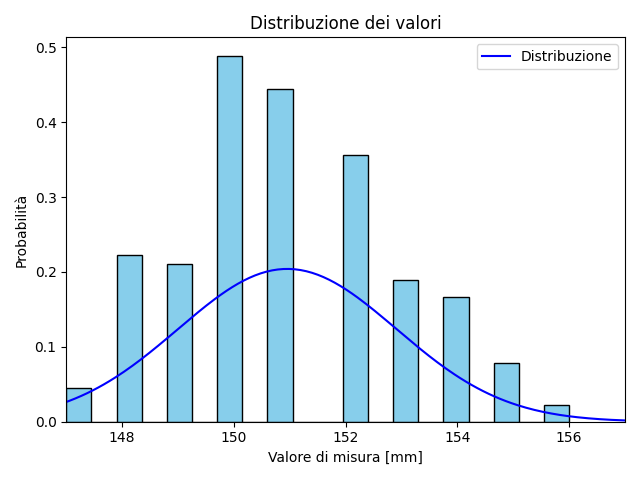 Distribuzione dei valori
Distribuzione
0.5
0.4
0.3
0.2
0.1
0.0
Probabilità
148 150 152 154 156
Valore di misura [mm]